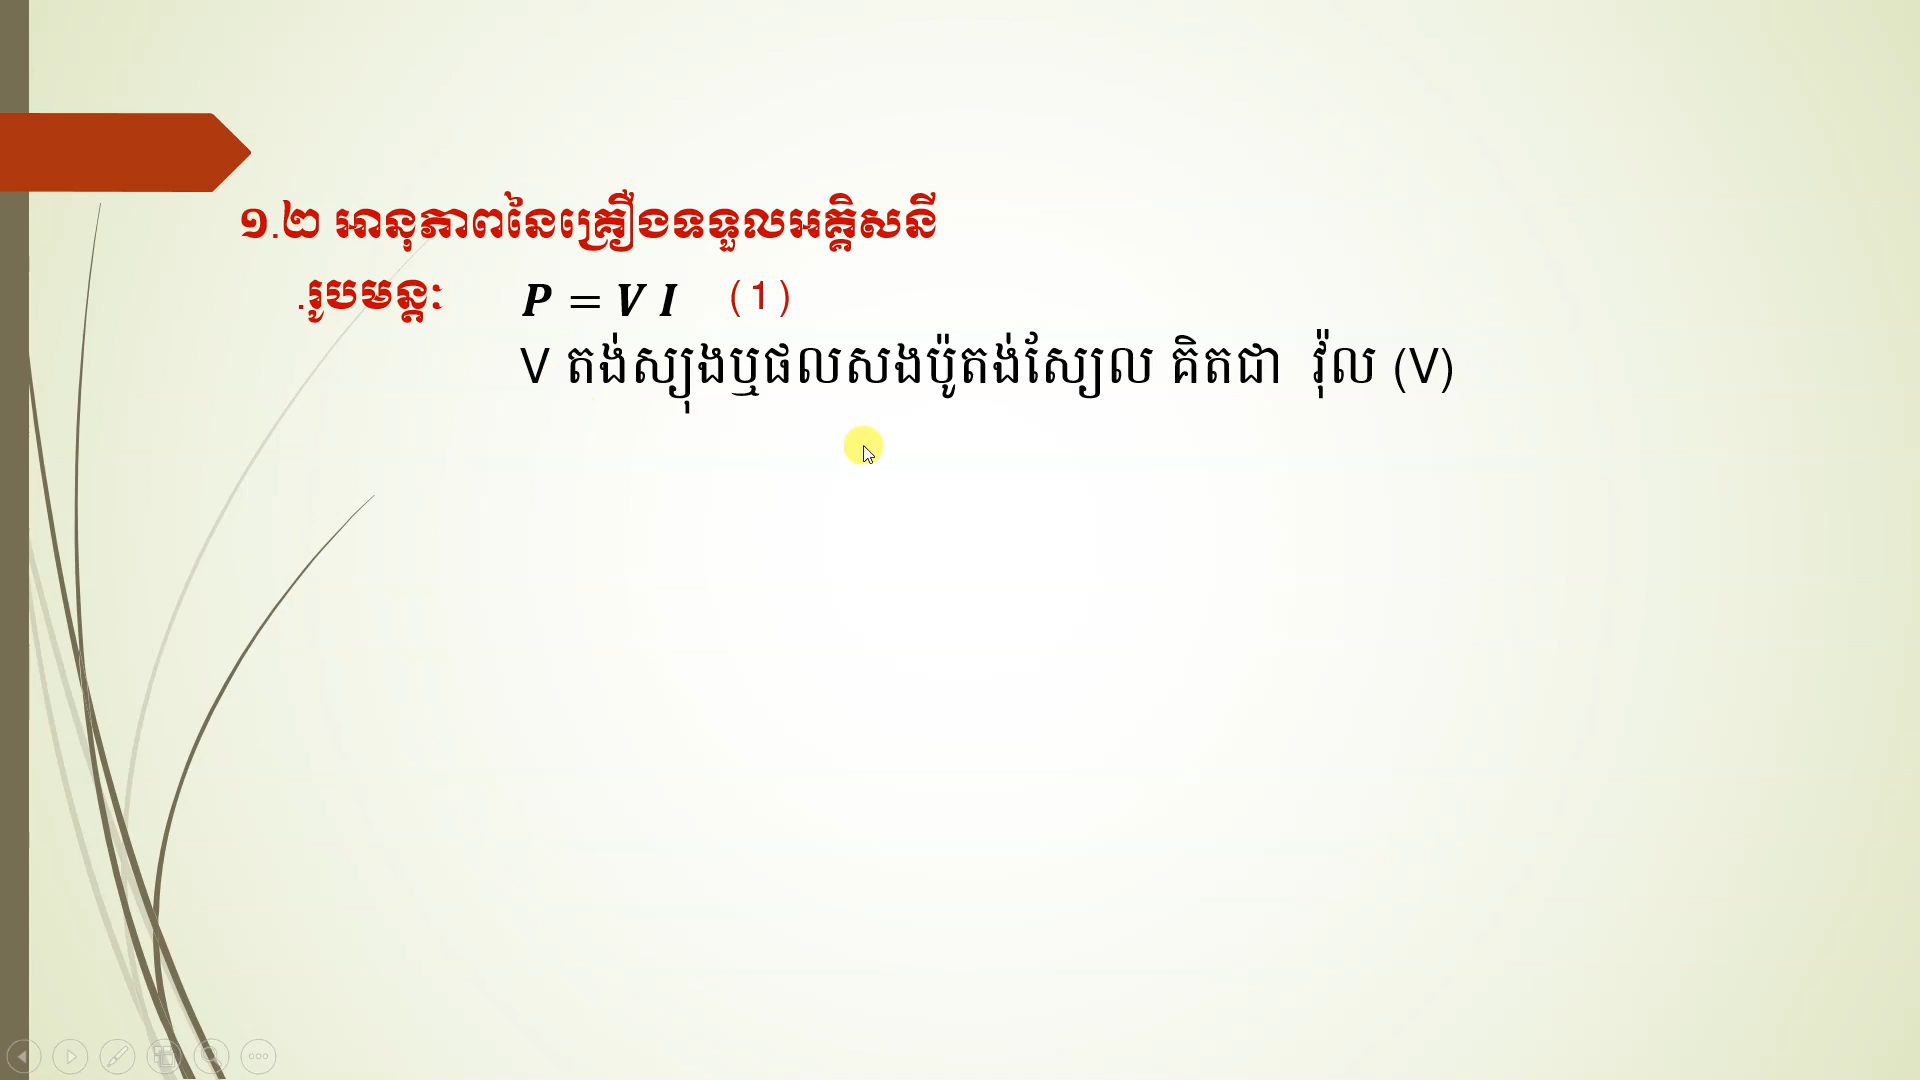 ១.២ អានុភាពនៃគ្រឿងទទួលអគ្គិសនី
.រូបមន្តៈ P = V I (1)
V តង់ស្យុងឬផលសងប៉ូតង់ស្យែល គិតជា វ៉ុល (V)